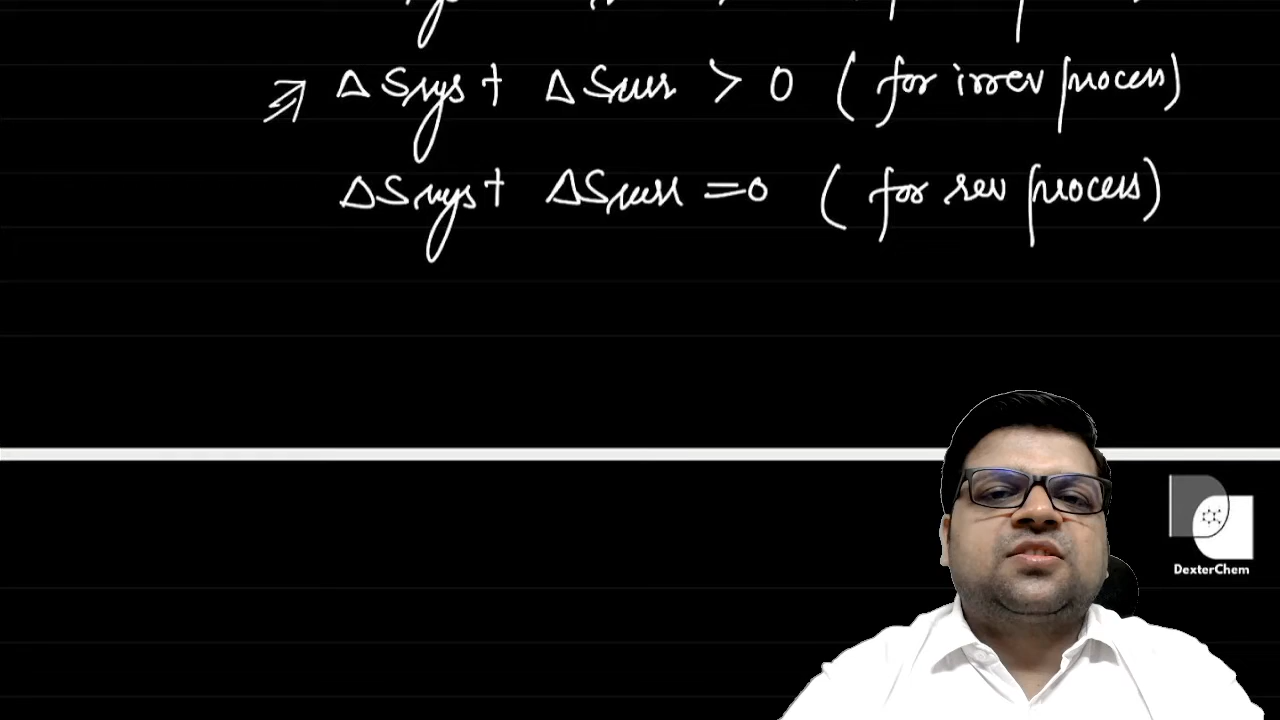 ⇒ ΔSsys + ΔSsurr > 0 (for irrev process)
ΔSsys + ΔSsurr = 0 (for rev process)
DexterChem